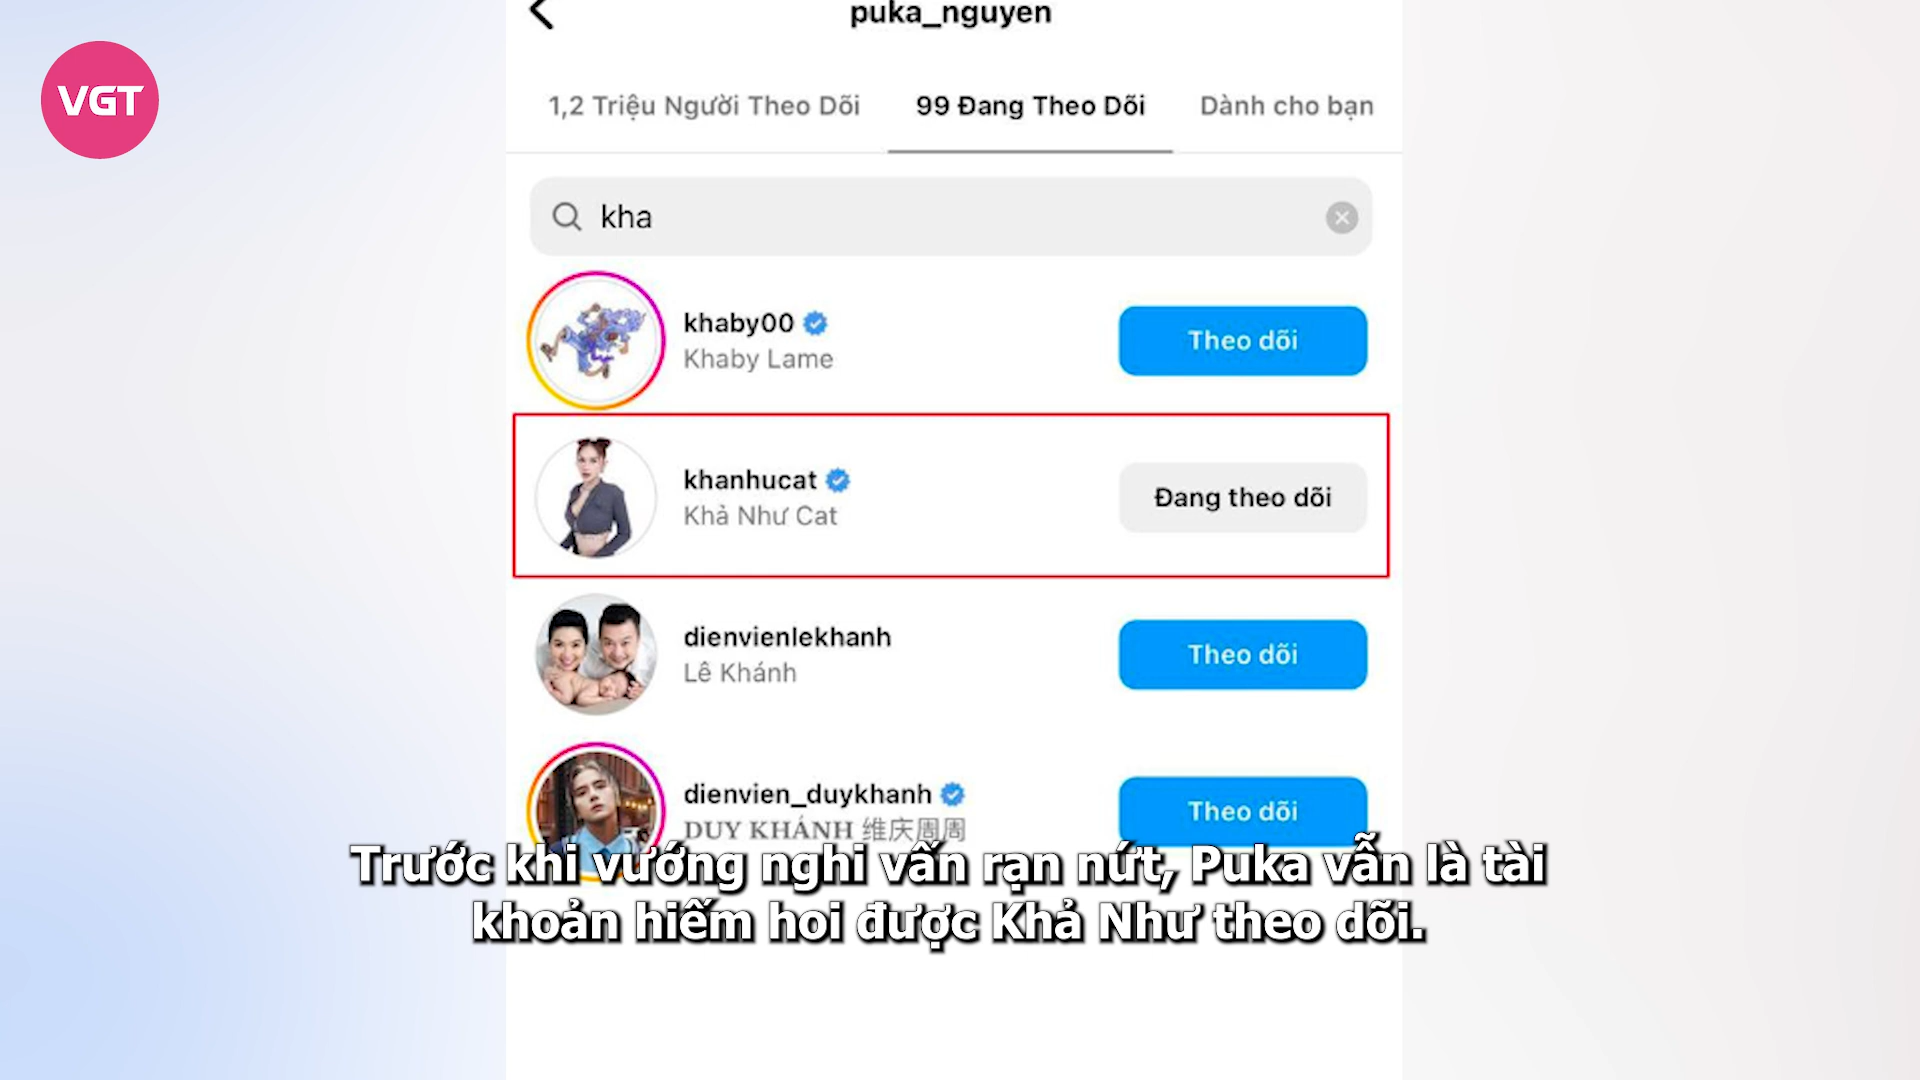 VGT
puka_nguyen
1,2 Triệu Người Theo Dõi
99 Đang Theo Dõi
Dành cho bạn
kha
khaby00
Khaby Lame
Theo dõi
khanhucat
Khả Như Cat
Đang theo dõi
dienvienlekhanh
Lê Khánh
Theo dõi
dienvien_duykhanh
DUY KHÁNH 维庆周周
Theo dõi
Trước khi vướng nghi vấn rạn nứt, Puka vẫn là tài
khoản hiếm hoi được Khả Như theo dõi.